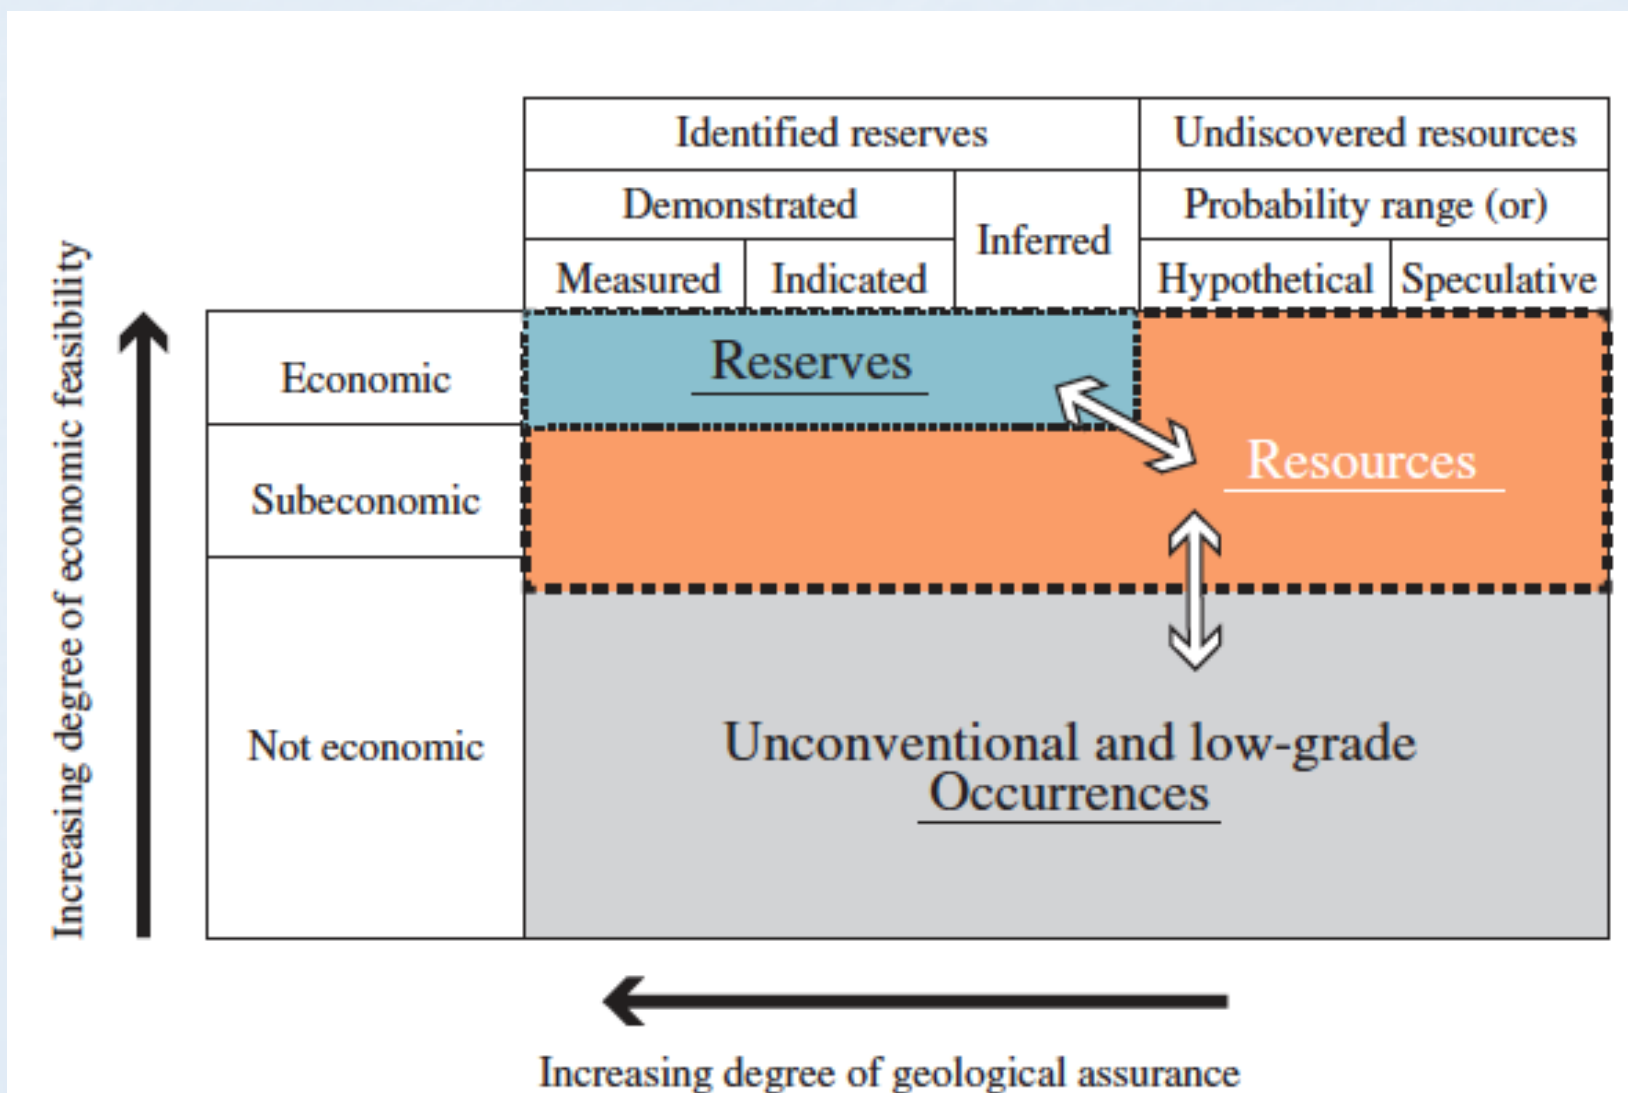 Identified reserves
Undiscovered resources
Demonstrated
Inferred
Probability range (or)
Measured
Indicated
Hypothetical
Speculative
Increasing degree of economic feasibility
Economic
Reserves
Subeconomic
Resources
Not economic
Unconventional and low-grade
Occurrences
Increasing degree of geological assurance